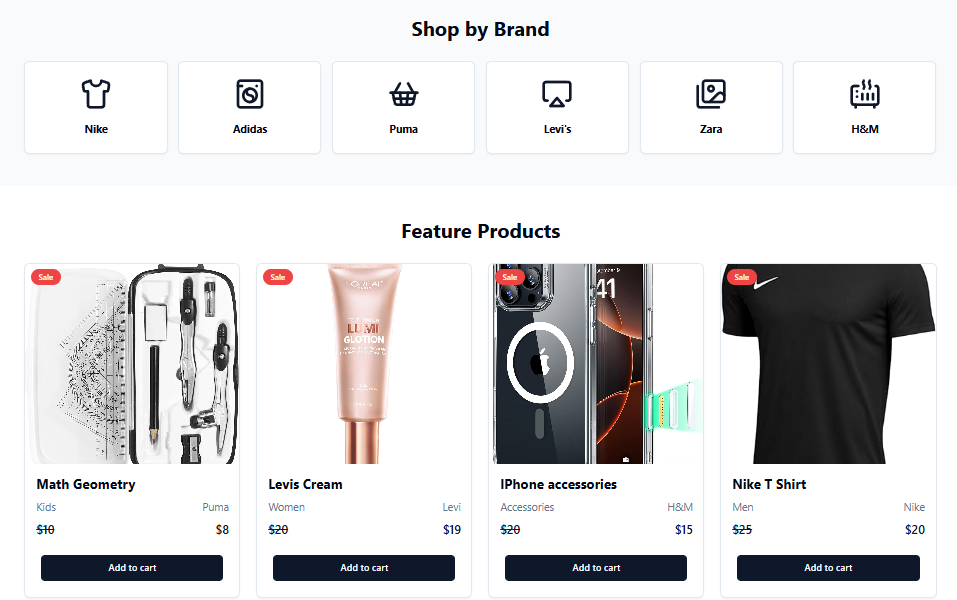 Shop by Brand
Nike Adidas Puma Levi's Zara H&M
Feature Products
Sale Sale Sale Sale
LUMI
GLOTION
41
Math Geometry Levis Cream IPhone accessories Nike T Shirt
Kids Puma Women Levi Accessories H&M Men Nike
$10 $8 $20 $19 $20 $15 $25 $20
Add to cart Add to cart Add to cart Add to cart